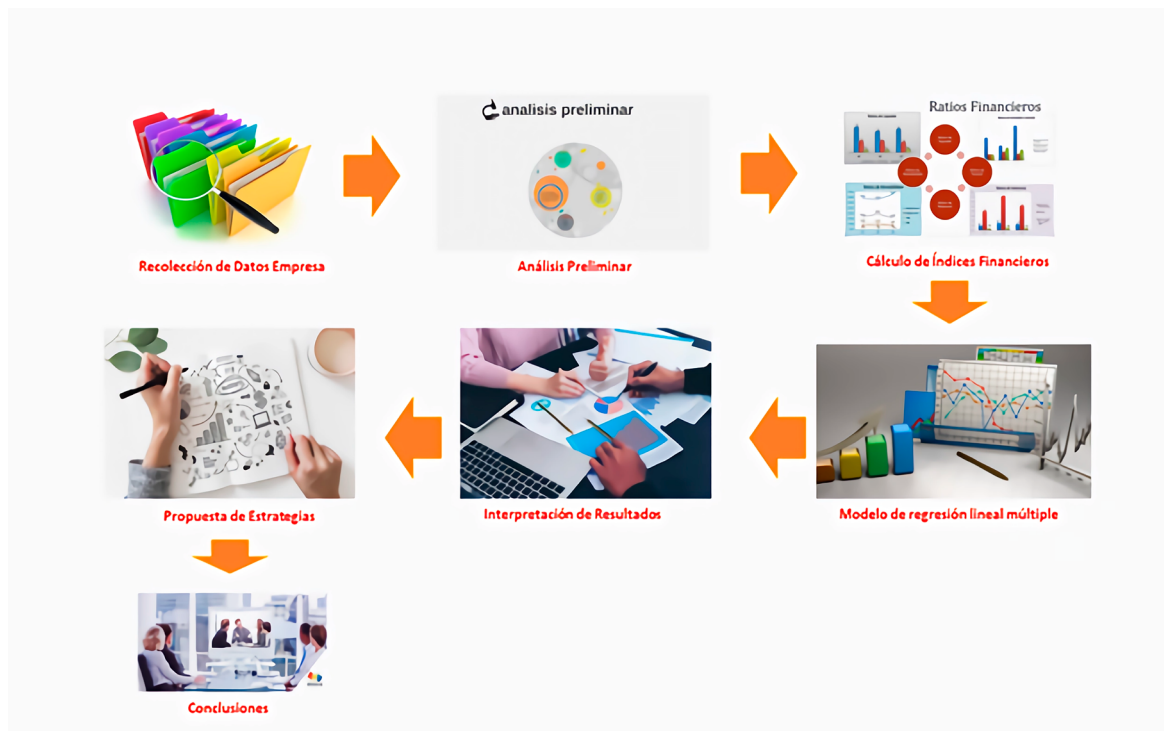 analisis preliminar
Ratios Financieros
Recolección de Datos Empresa
Análisis Preliminar
Cálculo de Índices Financieros
Propuesta de Estrategias
Interpretación de Resultados
Modelo de regresión lineal múltiple
Conclusiones